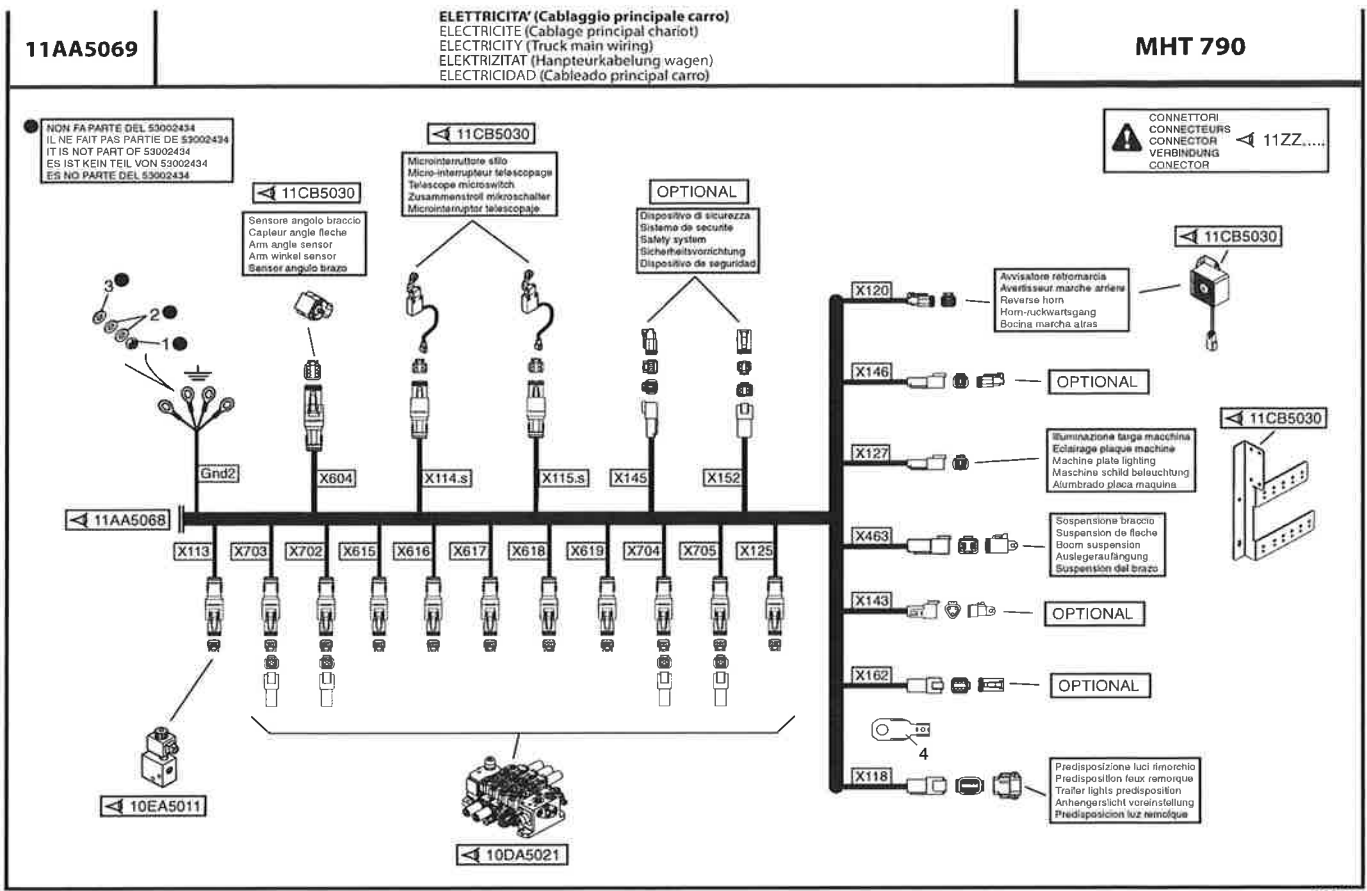 11AA5069
ELETTRICITA' (Cablaggio principale carro)
ELECTRICITE (Cablage principal chariot)
ELECTRICITY (Truck main wiring)
ELEKTRIZITAT (Hanpteurkabelung wagen)
ELECTRICIDAD (Cableado principal carro)
MHT 790
NON FA PARTE DEL 53002434
IL NE FAIT PAS PARTIE DE 53002434
IT IS NOT PART OF 53002434
ES IST KEIN TEIL VON 53002434
ES NO PARTE DEL 53002434
CONNETTORI
CONNECTEURS
CONNECTOR
VERBINDUNG
CONECTOR
11ZZ.....
11CB5030
Sensore angolo braccio
Capteur angle fleche
Arm angle sensor
Arm winkel sensor
Sensor angulo brazo
11CB5030
Microinterruttore sfilo
Micro-interrupteur telescopage
Telescope microswitch
Zusammenstroll mikroschalter
Microinterruptor telescopaje
OPTIONAL
Dispositivo di sicurezza
Sisteme de securite
Safety system
Sicherheitsvorrichtung
Dispositivo de seguridad
11CB5030
Avvisatore retromarcia
Avertisseur marche arriere
Reverse horn
Horn-ruckwartsgang
Bocina marcha atras
3
2
1
X120
X146
OPTIONAL
11CB5030
X127
Illuminazione targa macchina
Eclairage plaque machine
Machine plate lighting
Maschine schild beleuchtung
Alumbrado placa maquina
Gnd2
X604
X114.s
X115.s
X145
X152
11AA5068
X113
X703
X702
X615
X616
X617
X618
X619
X704
X705
X125
X463
Sospensione braccio
Suspension de fleche
Boom suspension
Auslegeraufängung
Suspensión del brazo
X143
OPTIONAL
X162
OPTIONAL
4
X118
Predisposizione luci rimorchio
Predisposition feux remorque
Trailer lights predisposition
Anhengerslicht voreinstellung
Predisposicion luz remolque
10EA5011
10DA5021